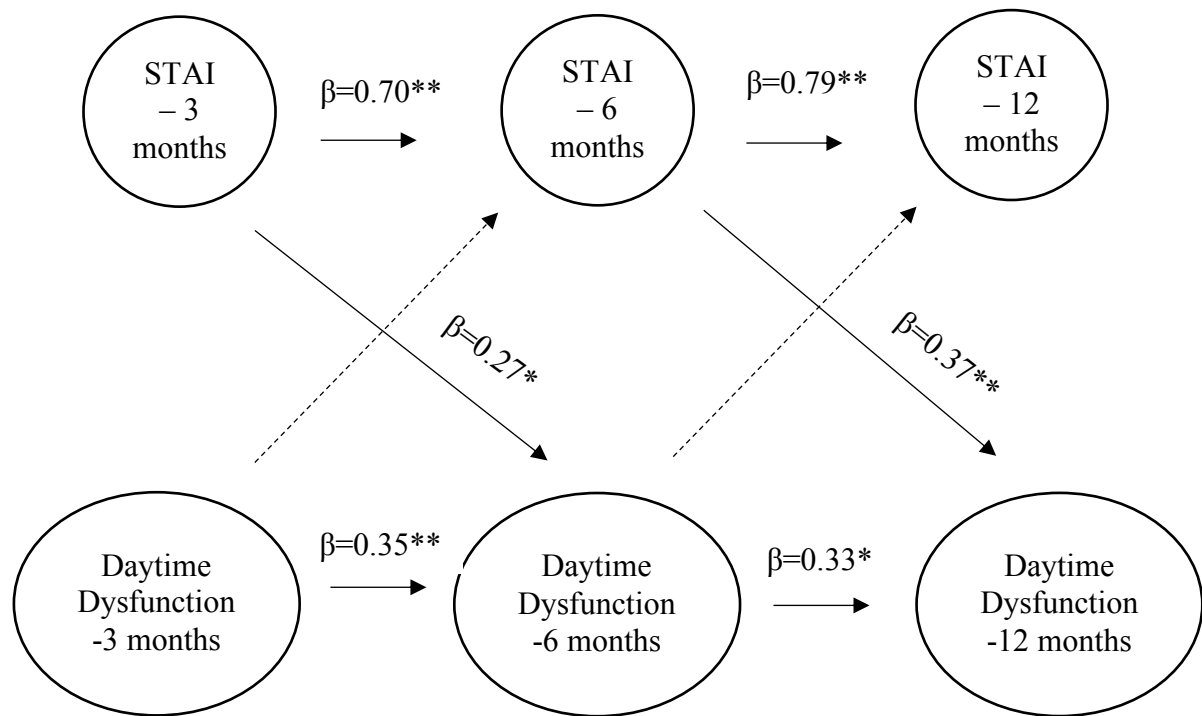 STAI
– 3
months
β=0.70**
STAI
– 6
months
β=0.79**
STAI
– 12
months
β=0.27*
β=0.37**
Daytime
Dysfunction
-3 months
β=0.35**
Daytime
Dysfunction
-6 months
β=0.33*
Daytime
Dysfunction
-12 months